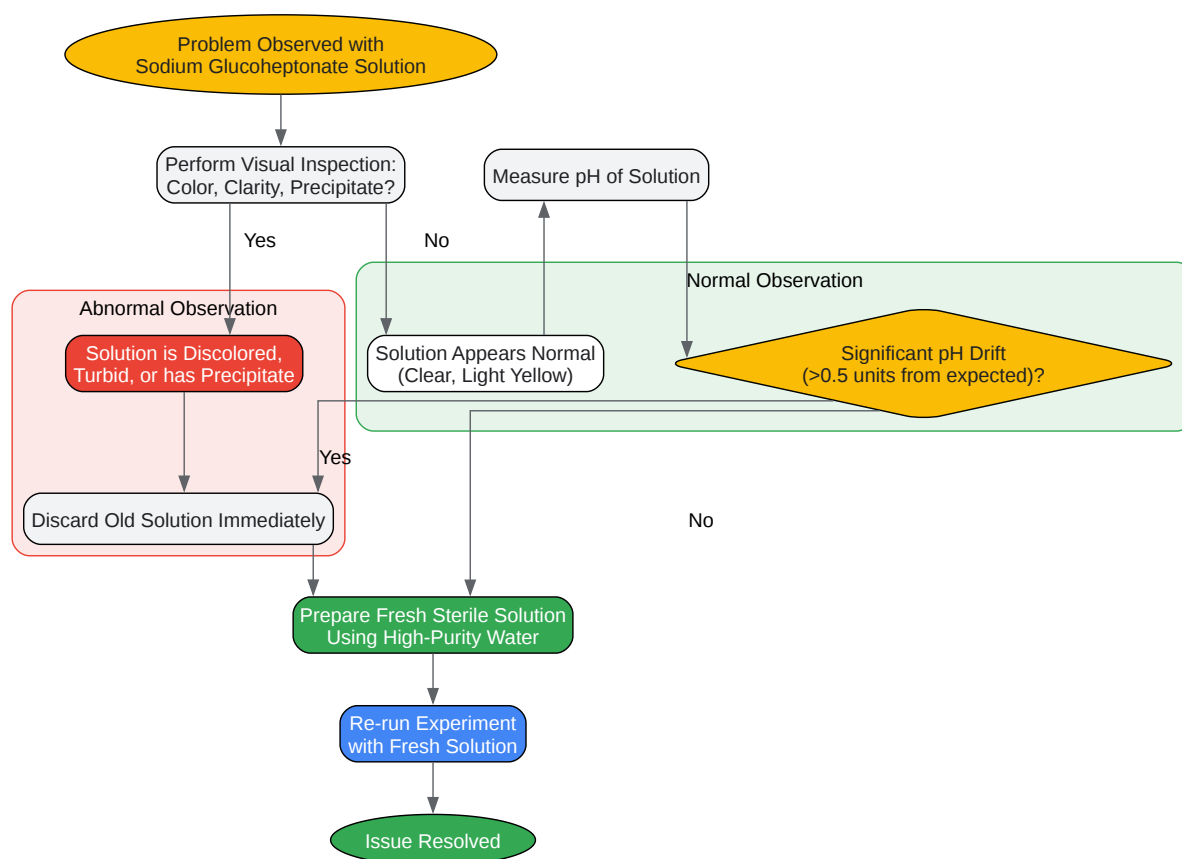 Problem Observed with
Sodium Glucoheptonate Solution
Perform Visual Inspection:
Color, Clarity, Precipitate?
Measure pH of Solution
Yes
No
Abnormal Observation
Normal Observation
Solution is Discolored,
Turbid, or has Precipitate
Solution Appears Normal
(Clear, Light Yellow)
Significant pH Drift
(>0.5 units from expected)?
Yes
Discard Old Solution Immediately
No
Prepare Fresh Sterile Solution
Using High-Purity Water
Re-run Experiment
with Fresh Solution
Issue Resolved